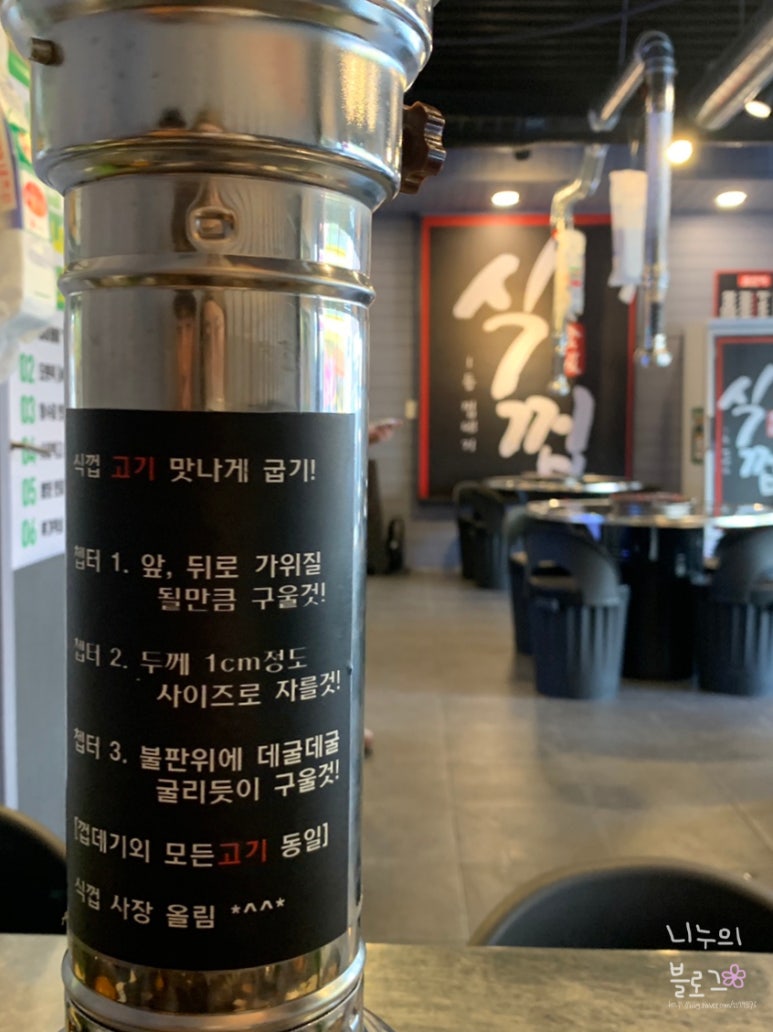 식껍 고기 맛나게 굽기!
쳅터 1. 앞, 뒤로 가위질
될만큼 구울것!
쳅터 2. 두께 1cm정도
사이즈로 자를것!
쳅터 3. 불판위에 데굴데굴
굴리듯이 구울것!
[껍데기외 모든고기 동일]
식껍 사장 올림 *^^*
식껍
식껍
02
03
04
05
06
니누의
블로그